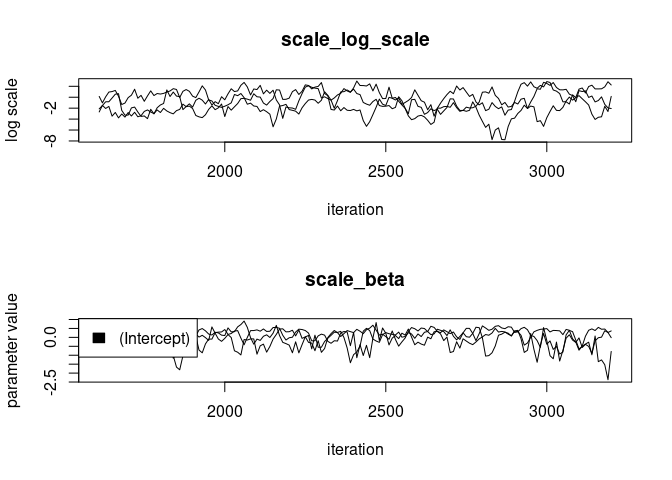 scale_log_scale
log scale
-2
-8
2000
2500
3000
iteration
scale_beta
parameter value
0.0
-2.5
(Intercept)
2000
2500
3000
iteration